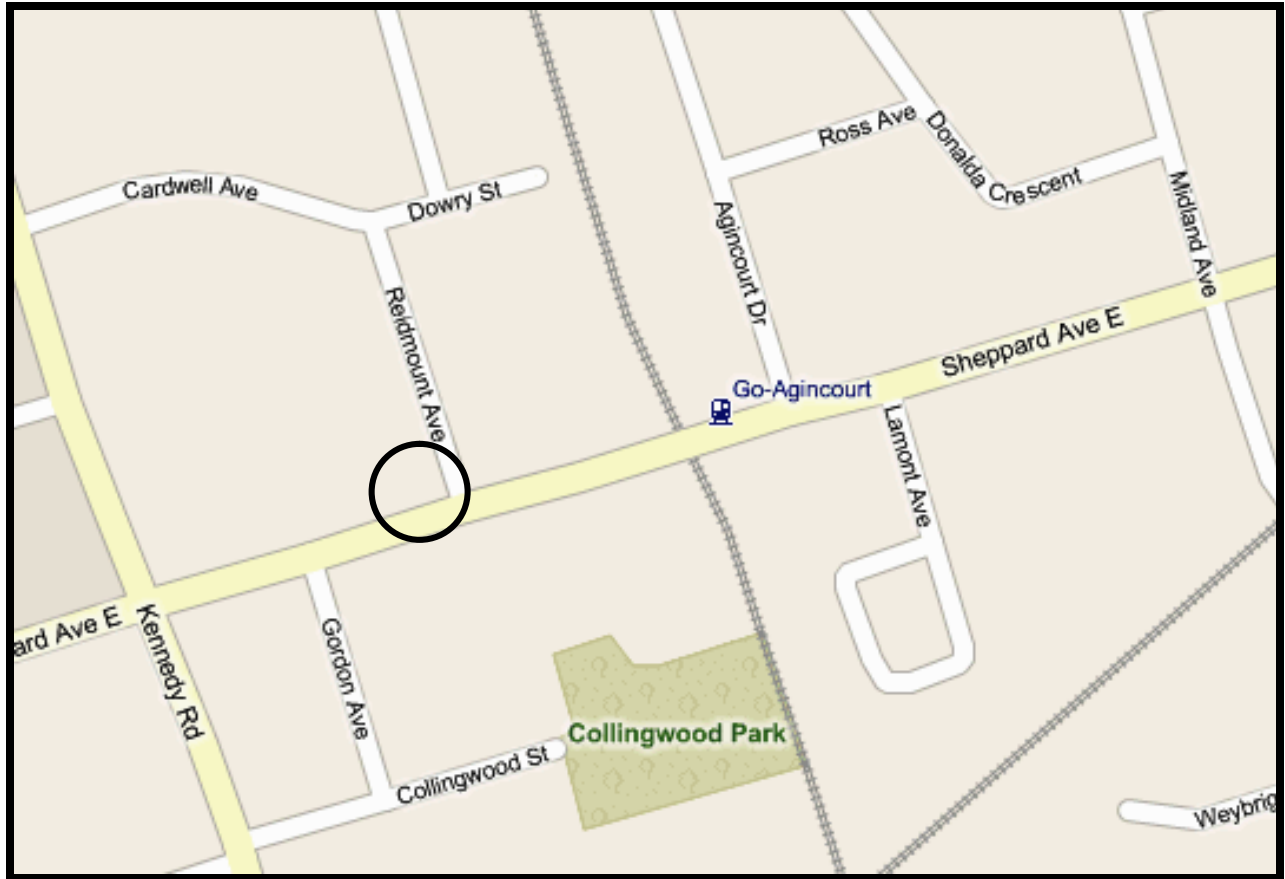 Ross Ave
Donalda Crescent
Cardwell Ave
Dowry St
Midland Ave
Agincourt Dr
Reidmount Ave
Sheppard Ave E
Go-Agincourt
Lamont Ave
ard Ave E
Kennedy Rd
Gordon Ave
Collingwood Park
Collingwood St
Weybrig